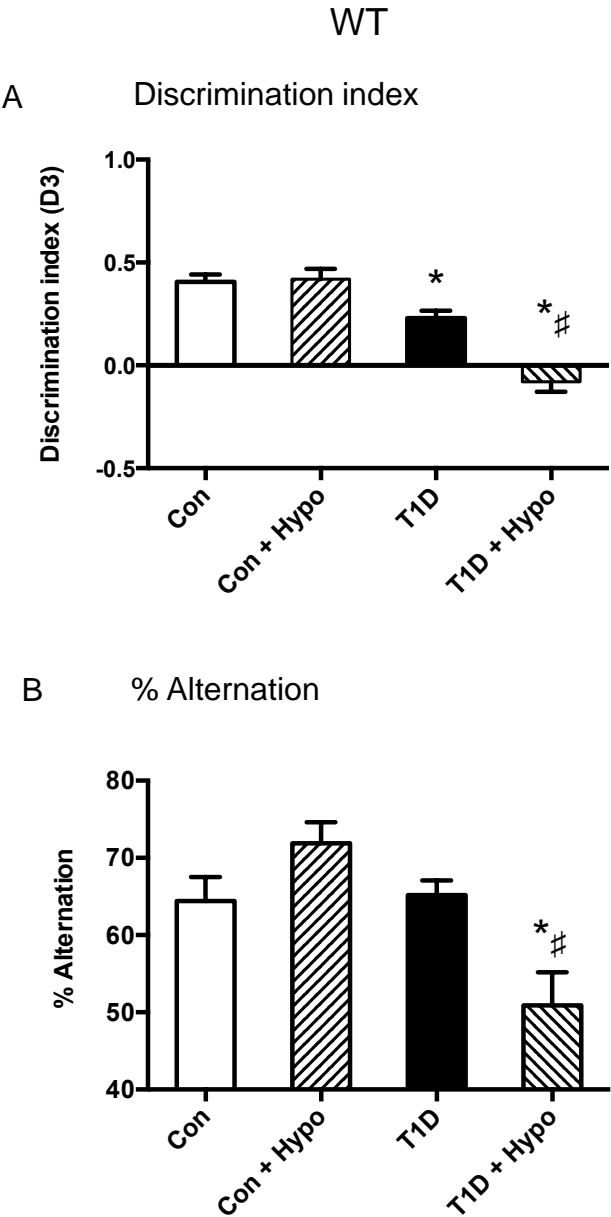 WT
A
Discrimination index
Discrimination index (D3)
1.0
0.5
0.0
-0.5
*
*#
Con
Con + Hypo
T1D
T1D + Hypo
B
% Alternation
% Alternation
80
70
60
50
40
*#
Con
Con + Hypo
T1D
T1D + Hypo